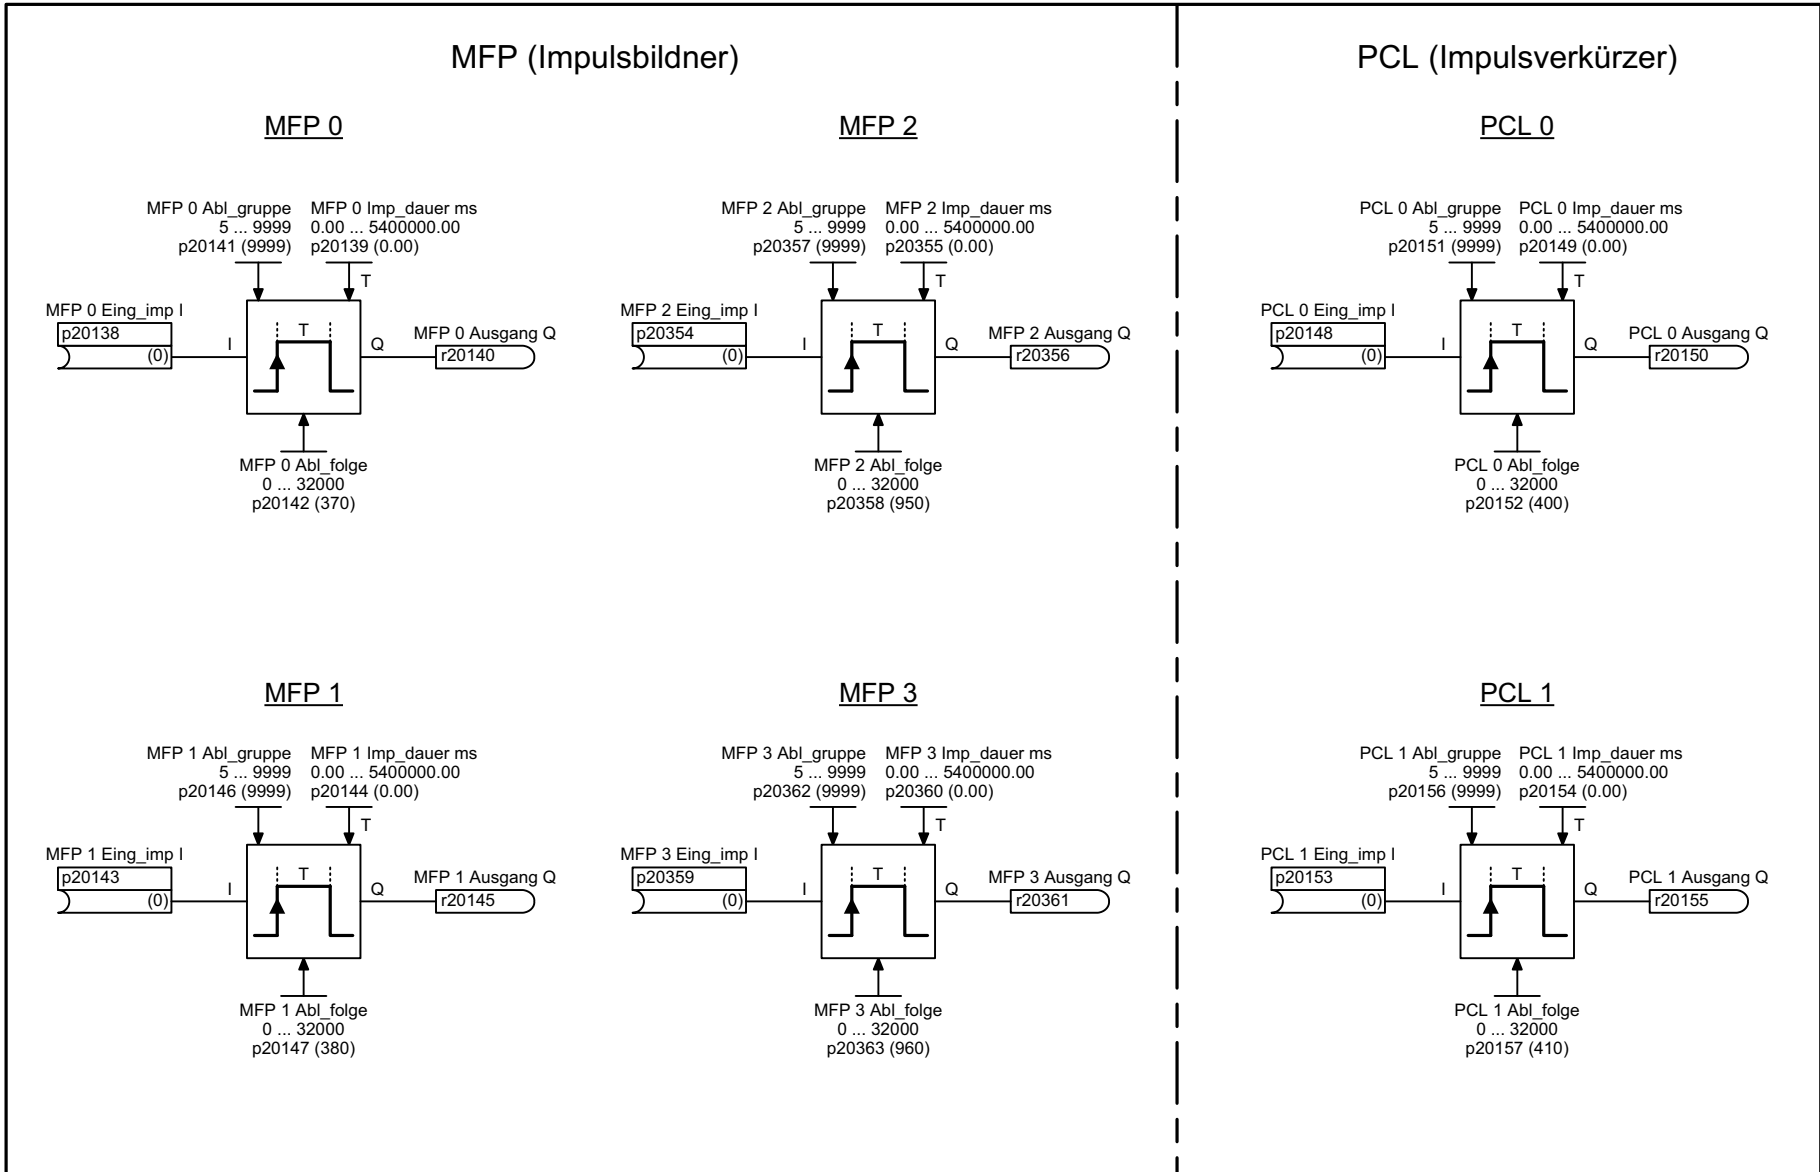 MFP (Impulsbildner)
MFP 0
MFP 0 Abl_gruppe
5 ... 9999
p20141 (9999)
MFP 0 Imp_dauer ms
0.00 ... 5400000.00
p20139 (0.00)
T
MFP 0 Eing_imp I
p20138
(0)
I
T
Q
MFP 0 Ausgang Q
r20140
MFP 0 Abl_folge
0 ... 32000
p20142 (370)
MFP 2
MFP 2 Abl_gruppe
5 ... 9999
p20357 (9999)
MFP 2 Imp_dauer ms
0.00 ... 5400000.00
p20355 (0.00)
T
MFP 2 Eing_imp I
p20354
(0)
I
T
Q
MFP 2 Ausgang Q
r20356
MFP 2 Abl_folge
0 ... 32000
p20358 (950)
MFP 1
MFP 1 Abl_gruppe
5 ... 9999
p20146 (9999)
MFP 1 Imp_dauer ms
0.00 ... 5400000.00
p20144 (0.00)
T
MFP 1 Eing_imp I
p20143
(0)
I
T
Q
MFP 1 Ausgang Q
r20145
MFP 1 Abl_folge
0 ... 32000
p20147 (380)
MFP 3
MFP 3 Abl_gruppe
5 ... 9999
p20362 (9999)
MFP 3 Imp_dauer ms
0.00 ... 5400000.00
p20360 (0.00)
T
MFP 3 Eing_imp I
p20359
(0)
I
T
Q
MFP 3 Ausgang Q
r20361
MFP 3 Abl_folge
0 ... 32000
p20363 (960)
PCL (Impulsverkürzer)
PCL 0
PCL 0 Abl_gruppe
5 ... 9999
p20151 (9999)
PCL 0 Imp_dauer ms
0.00 ... 5400000.00
p20149 (0.00)
T
PCL 0 Eing_imp I
p20148
(0)
I
T
Q
PCL 0 Ausgang Q
r20150
PCL 0 Abl_folge
0 ... 32000
p20152 (400)
PCL 1
PCL 1 Abl_gruppe
5 ... 9999
p20156 (9999)
PCL 1 Imp_dauer ms
0.00 ... 5400000.00
p20154 (0.00)
T
PCL 1 Eing_imp I
p20153
(0)
I
T
Q
PCL 1 Ausgang Q
r20155
PCL 1 Abl_folge
0 ... 32000
p20157 (410)